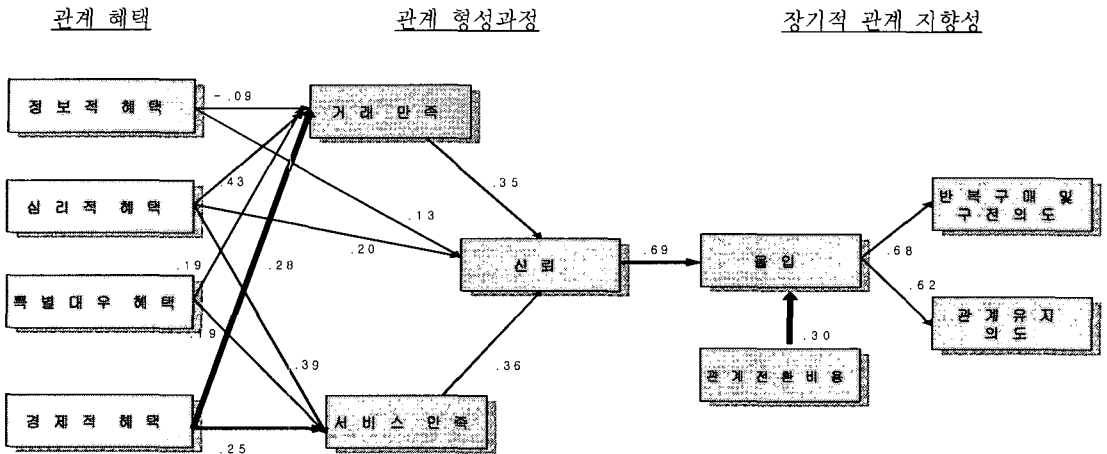 관계 혜택
관계 형성과정
장기적 관계 지향성
정보적 혜택
-.09
거래 만족
.43
.35
심리적 혜택
.13
.20
신뢰
.69
몰입
반복구매 및
구전의도
.68
.62
.19
.28
특별대우 혜택
.19
관계유지
의도
.30
.39
.36
관계전환비용
경제적 혜택
서비스 만족
.25